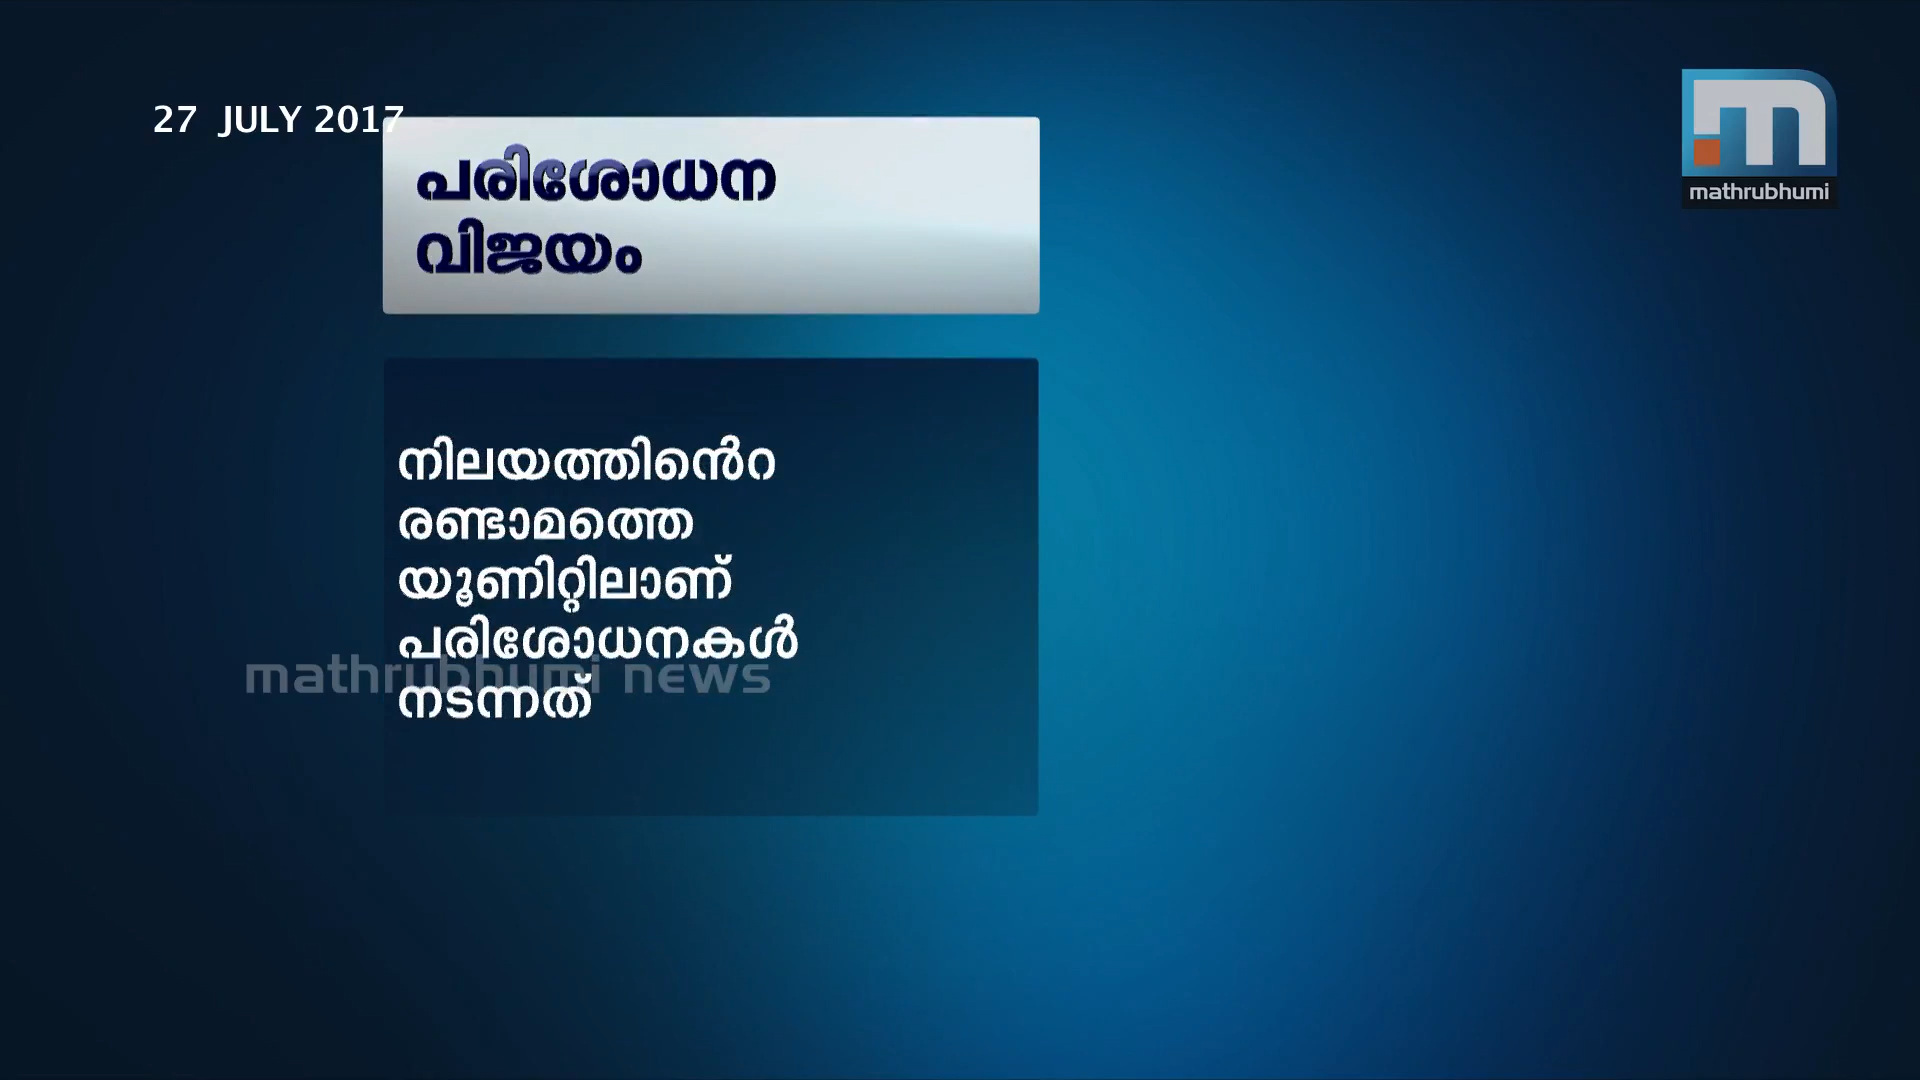 27 JULY 2017
പരിശോധന
വിജയം
mathrubhumi
നിലയത്തിൻെറ
രണ്ടാമത്തെ
യൂണിറ്റിലാണ്
പരിശോധനകൾ
mathrubhumi news
നടന്നത്